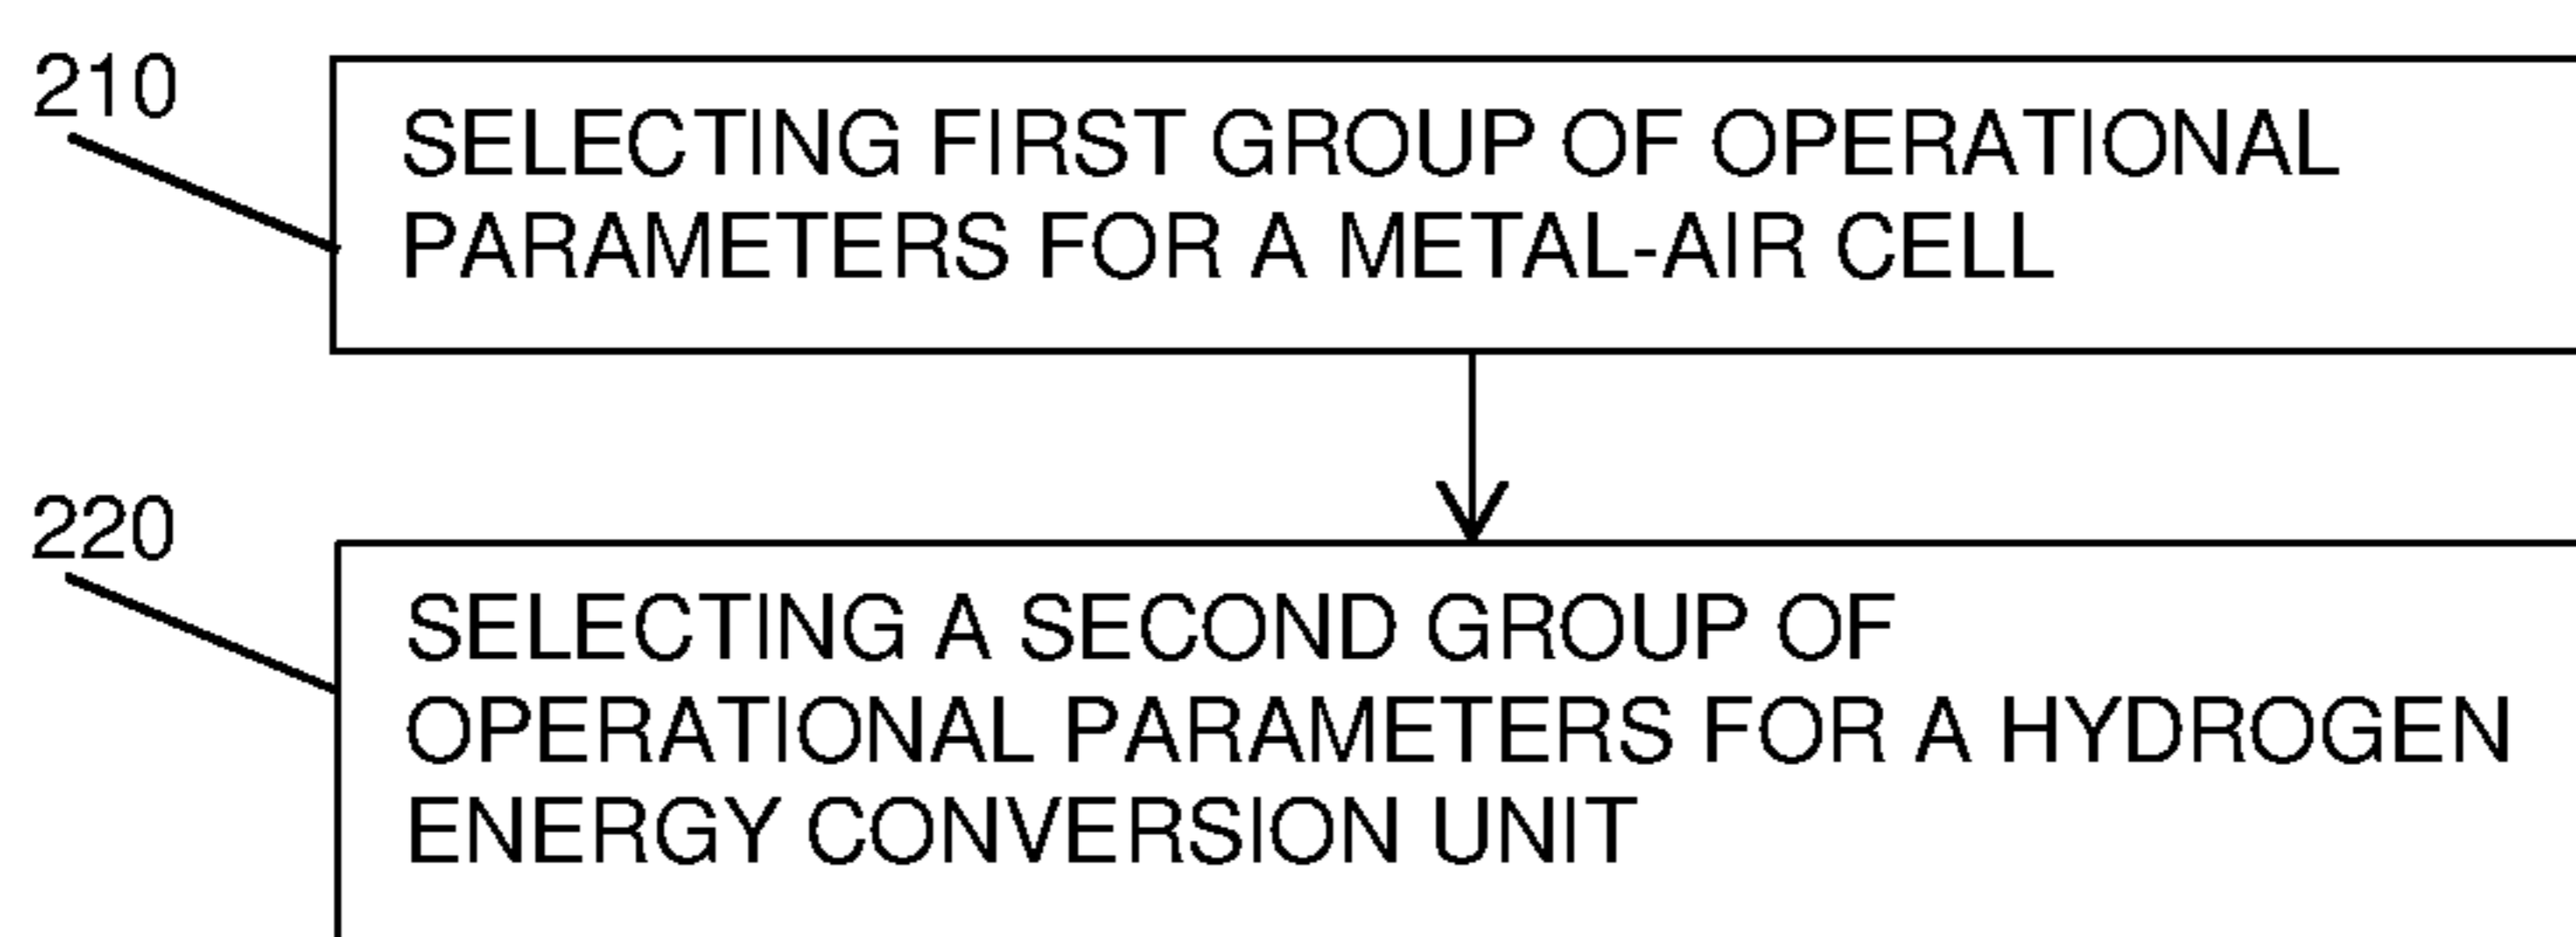 210
SELECTING FIRST GROUP OF OPERATIONAL
PARAMETERS FOR A METAL-AIR CELL
220
SELECTING A SECOND GROUP OF
OPERATIONAL PARAMETERS FOR A HYDROGEN
ENERGY CONVERSION UNIT